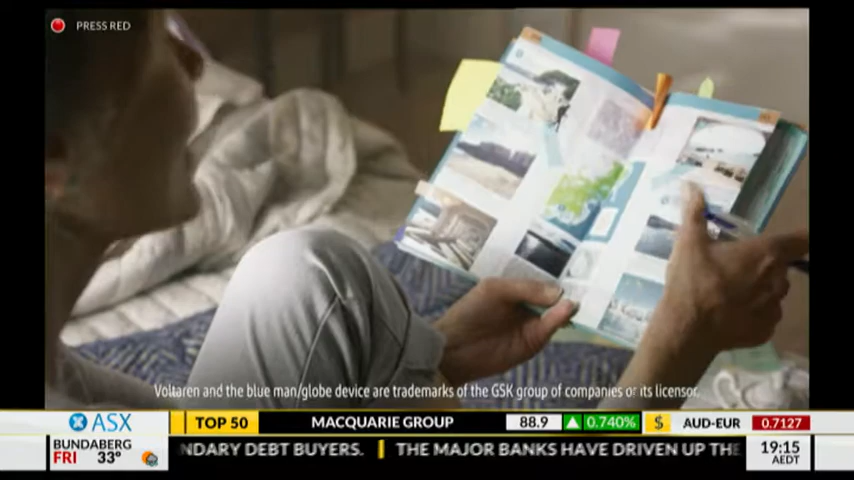 PRESS RED
Voltaren and the blue man/globe device are trademarks of the GSK group of companies or its licensor.
ASX
TOP 50
MACQUARIE GROUP
88.9
0.740%
$
AUD-EUR
0.7127
BUNDABERG
FRI 33°
NDARY DEBT BUYERS.
THE MAJOR BANKS HAVE DRIVEN UP THE
19:15
AEDT